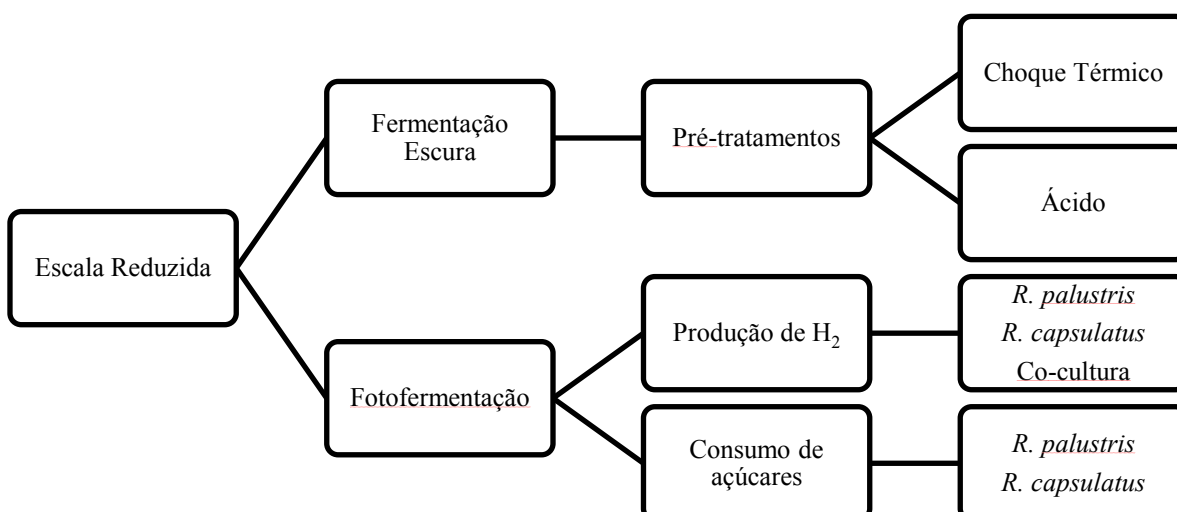 Choque Térmico
Fermentação
Escura
Pré-tratamentos
Ácido
Escala Reduzida
Produção de H₂
R. palustris
R. capsulatus
Co-cultura
Fotofermentação
Consumo de
açúcares
R. palustris
R. capsulatus